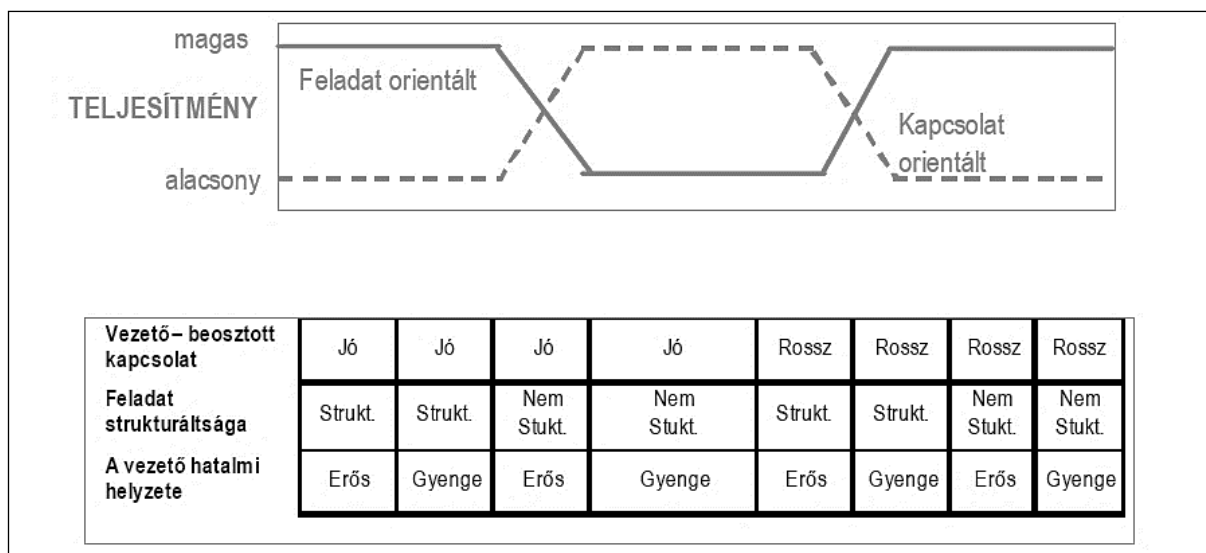 magas
Feladat orientált
TELJESÍTMÉNY
Kapcsolat
orientált
alacsony
Vezető – beosztott
kapcsolat
Jó Jó Jó Jó Rossz Rossz Rossz Rossz
Feladat
strukturáltsága
Strukt. Strukt. Nem Stukt. Nem Stukt. Strukt. Strukt. Nem Stukt. Nem Stukt.
A vezető hatalmi
helyzete
Erős Gyenge Erős Gyenge Erős Gyenge Erős Gyenge